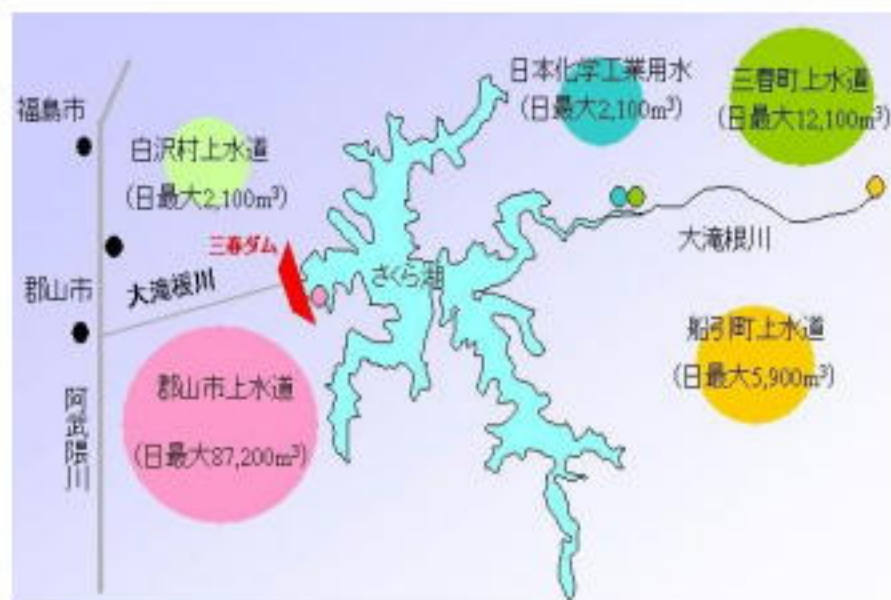 福島市
白沢村上水道
(日最大2,100m³)
日本化学工業用水
(日最大2,100m³)
三春町上水道
(日最大12,100m³)
三春ダム
さくら湖
大滝根川
郡山市
大滝根川
船引町上水道
(日最大5,900m³)
郡山市上水道
(日最大87,200m³)
阿武隈川